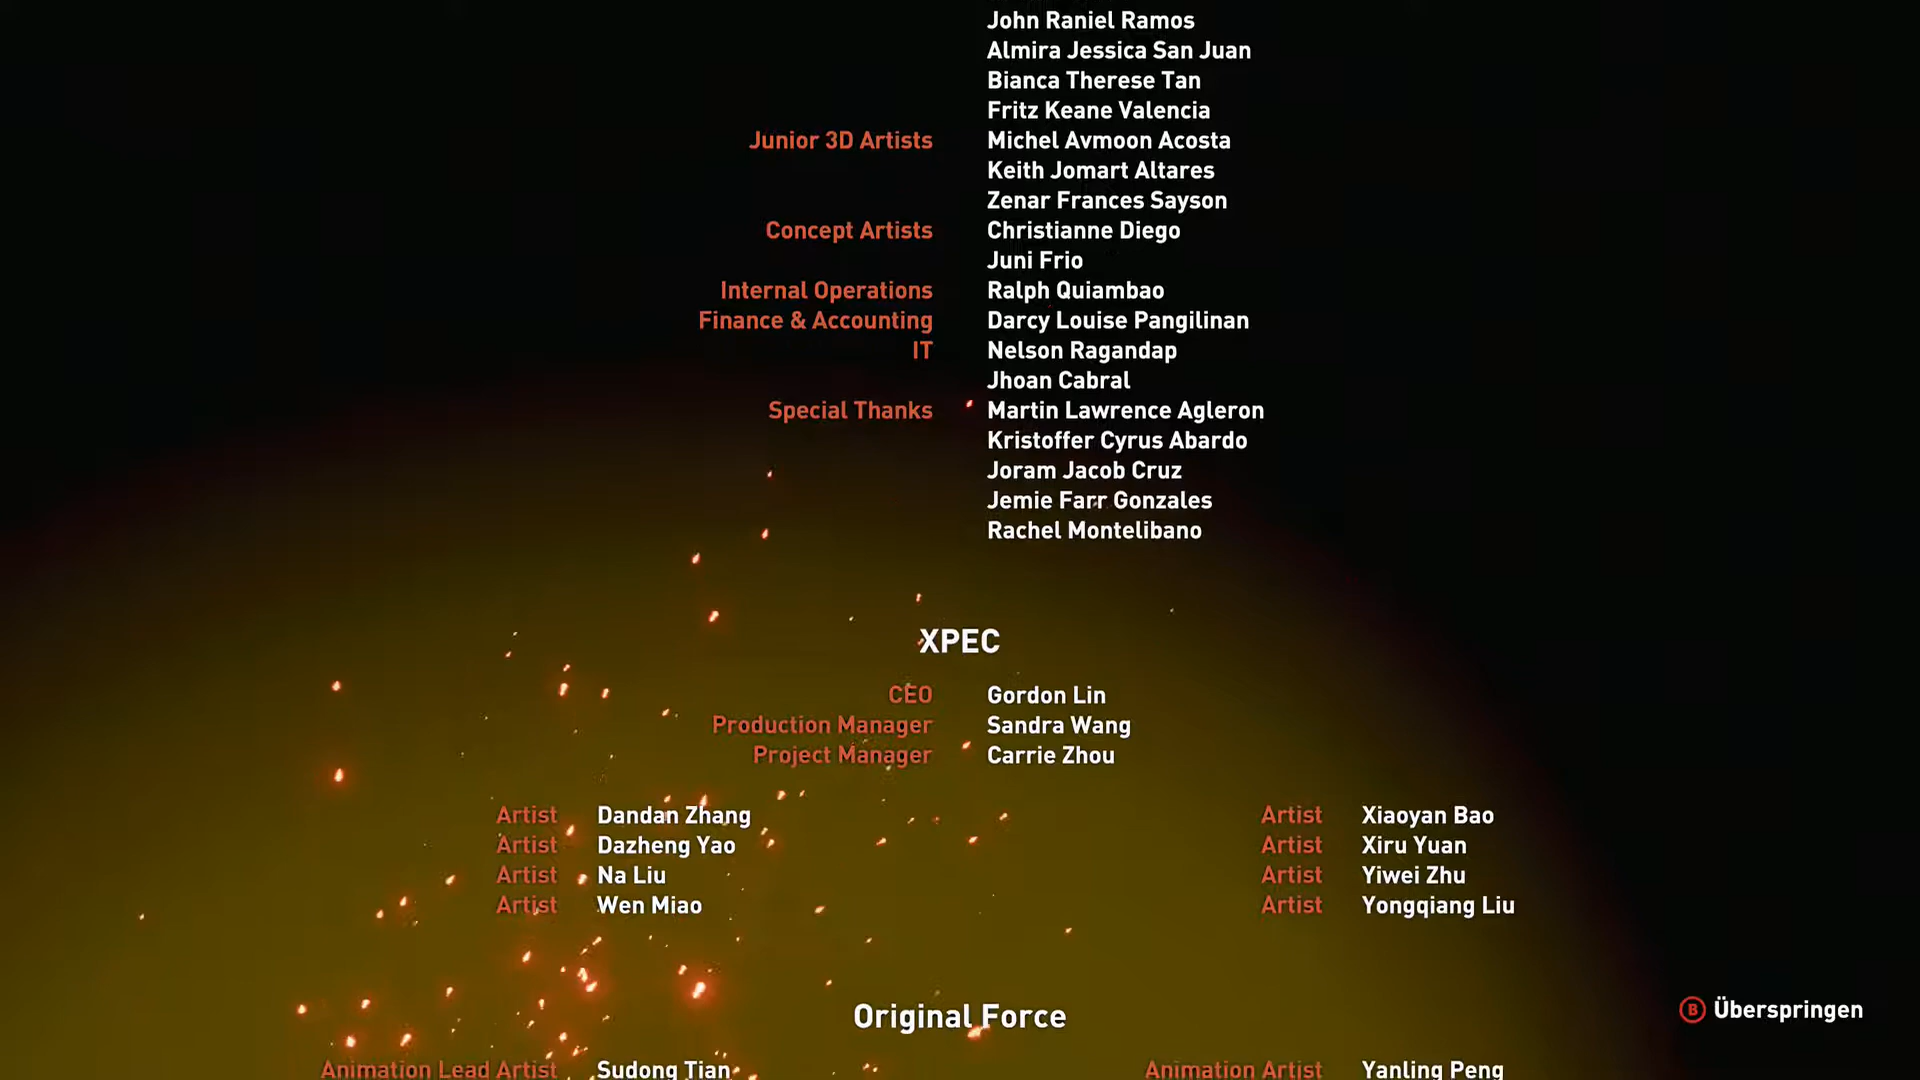 John Raniel Ramos
Almira Jessica San Juan
Bianca Therese Tan
Fritz Keane Valencia
Junior 3D Artists Michel Avmoon Acosta
Keith Jomart Altares
Zenar Frances Sayson
Concept Artists Christianne Diego
Juni Frio
Internal Operations Ralph Quiambao
Finance & Accounting Darcy Louise Pangilinan
IT Nelson Ragandap
Jhoan Cabral
Special Thanks Martin Lawrence Agleron
Kristoffer Cyrus Abardo
Joram Jacob Cruz
Jemie Farr Gonzales
Rachel Montelibano
XPEC
CEO Gordon Lin
Production Manager Sandra Wang
Project Manager Carrie Zhou
Artist Dandan Zhang Artist Xiaoyan Bao
Artist Dazheng Yao Artist Xiru Yuan
Artist Na Liu Artist Yiwei Zhu
Artist Wen Miao Artist Yongqiang Liu
Original Force
B Überspringen
Animation Lead Artist Sudong Tian Animation Artist Yanling Peng